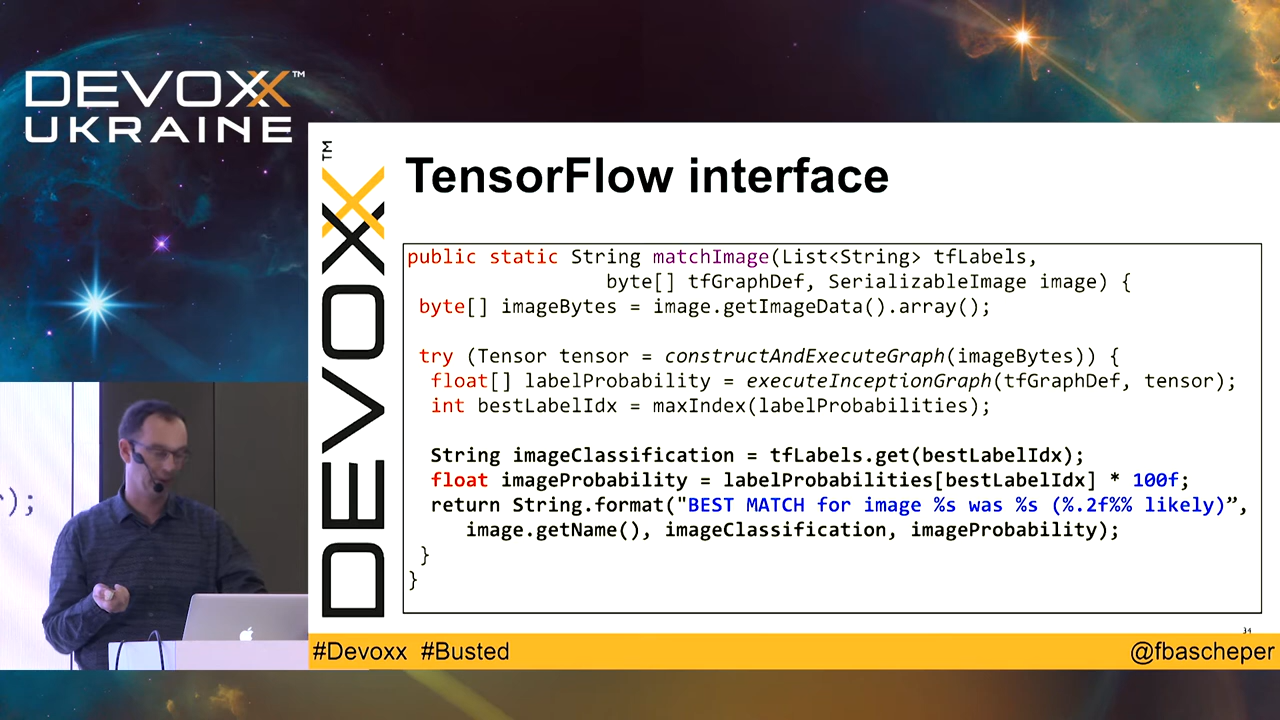 DEVOXX™
UKRAINE
DEVOXX™
TensorFlow interface
public static String matchImage(List<String> tfLabels,
byte[] tfGraphDef, SerializableImage image) {
byte[] imageBytes = image.getImageData().array();
try (Tensor tensor = constructAndExecuteGraph(imageBytes)) {
float[] labelProbability = executeInceptionGraph(tfGraphDef, tensor);
int bestLabelIdx = maxIndex(labelProbabilities);
String imageClassification = tfLabels.get(bestLabelIdx);
float imageProbability = labelProbabilities[bestLabelIdx] * 100f;
return String.format("BEST MATCH for image %s was %s (%.2f%% likely)”,
image.getName(), imageClassification, imageProbability);
}
}
);
34
#Devoxx #Busted
@fbascheper